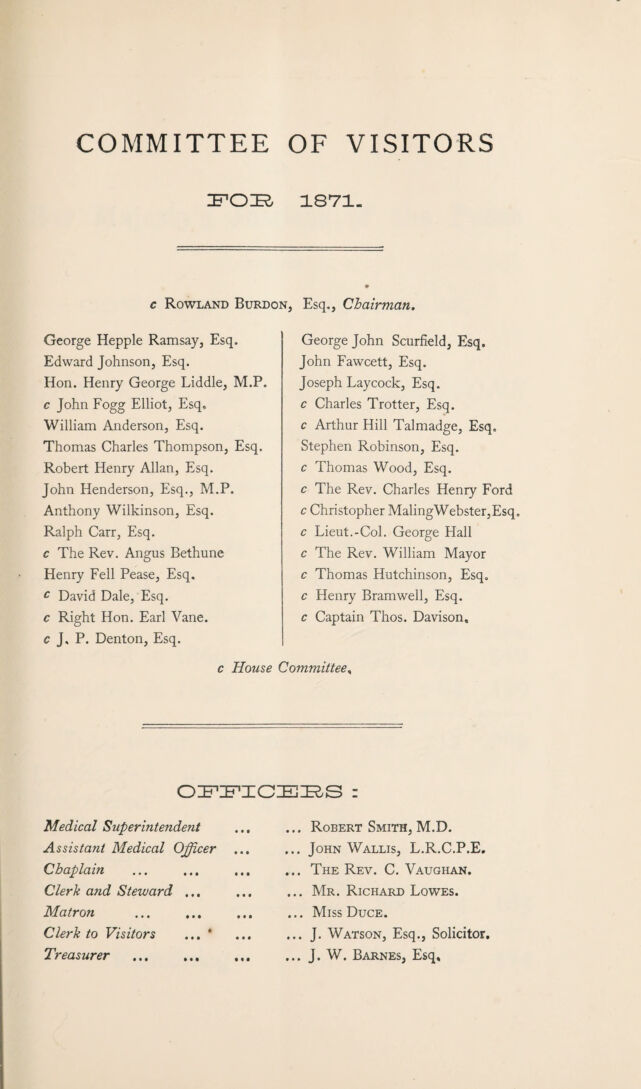 COMMITTEE OF VISITORS
FOR 1871.
c ROWLAND BURDON, Esq., Chairman.
George Hepple Ramsay, Esq.
Edward Johnson, Esq.
Hon. Henry George Liddle, M.P.
c John Fogg Elliot, Esq.
William Anderson, Esq.
Thomas Charles Thompson, Esq.
Robert Henry Allan, Esq.
John Henderson, Esq., M.P.
Anthony Wilkinson, Esq.
Ralph Carr, Esq.
c The Rev. Angus Bethune
Henry Fell Pease, Esq.
c David Dale, Esq.
c Right Hon. Earl Vane.
c J. P. Denton, Esq.
George John Scurfield, Esq.
John Fawcett, Esq.
Joseph Laycock, Esq.
c Charles Trotter, Esq.
c Arthur Hill Talmadge, Esq.
Stephen Robinson, Esq.
c Thomas Wood, Esq.
c The Rev. Charles Henry Ford
c Christopher Maling Webster, Esq.
c Lieut.-Col. George Hall
c The Rev. William Mayor
c Thomas Hutchinson, Esq.
c Henry Bramwell, Esq.
c Captain Thos. Davison.
c House Committee.
OFFICERS :
Medical Superintendent ... ... ROBERT SMITH, M.D.
Assistant Medical Officer ... ... JOHN WALLIS, L.R.C.P.E.
Chaplain ... ... ... ... THE REV. C. VAUGHAN.
Clerk and Steward ... ... ... MR. RICHARD LOWES.
Matron ... ... ... ... MISS DUCE.
Clerk to Visitors ... ... ... J. WATSON, Esq., Solicitor.
Treasurer ... ... ... ... J. W. BARNES, Esq.